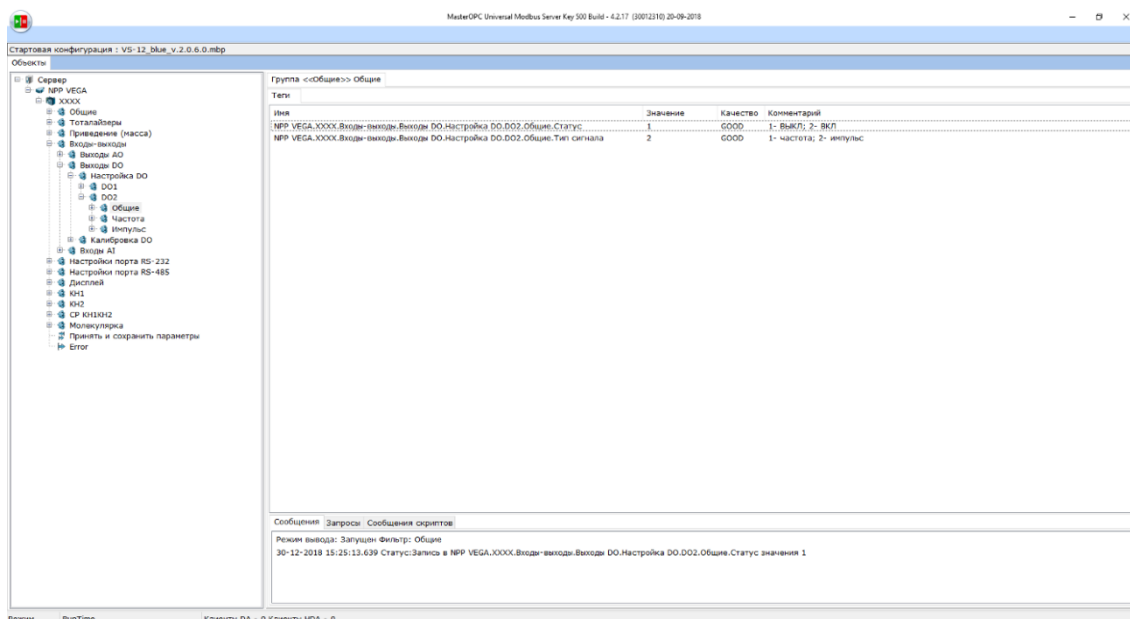 MasterOPC Universal Modbus Server Key 500 Build - 4.2.17 (30012310) 20-09-2018
Стартовая конфигурация : VS-12_blue_v.2.0.6.0.mbp
Объекты
Сервер
NPP VEGA
XXXX
Общие
Тоталайзеры
Приведение (масса)
Входы-выходы
Выходы AO
Выходы DO
Настройка DO
DO1
DO2
Общие
Частота
Импульс
Калибровка DO
Входы AI
Настройки порта RS-232
Настройки порта RS-485
Дисплей
КН1
КН2
СР КН1КН2
Молекулярка
Принять и сохранить параметры
Error
Группа <<Общие>> Общие
Теги
Имя Значение Качество Комментарий
NPP VEGA.XXXX.Входы-выходы.Выходы DO.Настройка DO.DO2.Общие.Статус 1 GOOD 1- ВЫКЛ; 2- ВКЛ
NPP VEGA.XXXX.Входы-выходы.Выходы DO.Настройка DO.DO2.Общие.Тип сигнала 2 GOOD 1- частота; 2- импульс
Сообщения Запросы Сообщения скриптов
Режим вывода: Запущен Фильтр: Общие
30-12-2018 15:25:13.639 Статус:Запись в NPP VEGA.XXXX.Входы-выходы.Выходы DO.Настройка DO.DO2.Общие.Статус значения 1
Режим RunTime Клиенты DA - 0 Клиенты HDA - 0